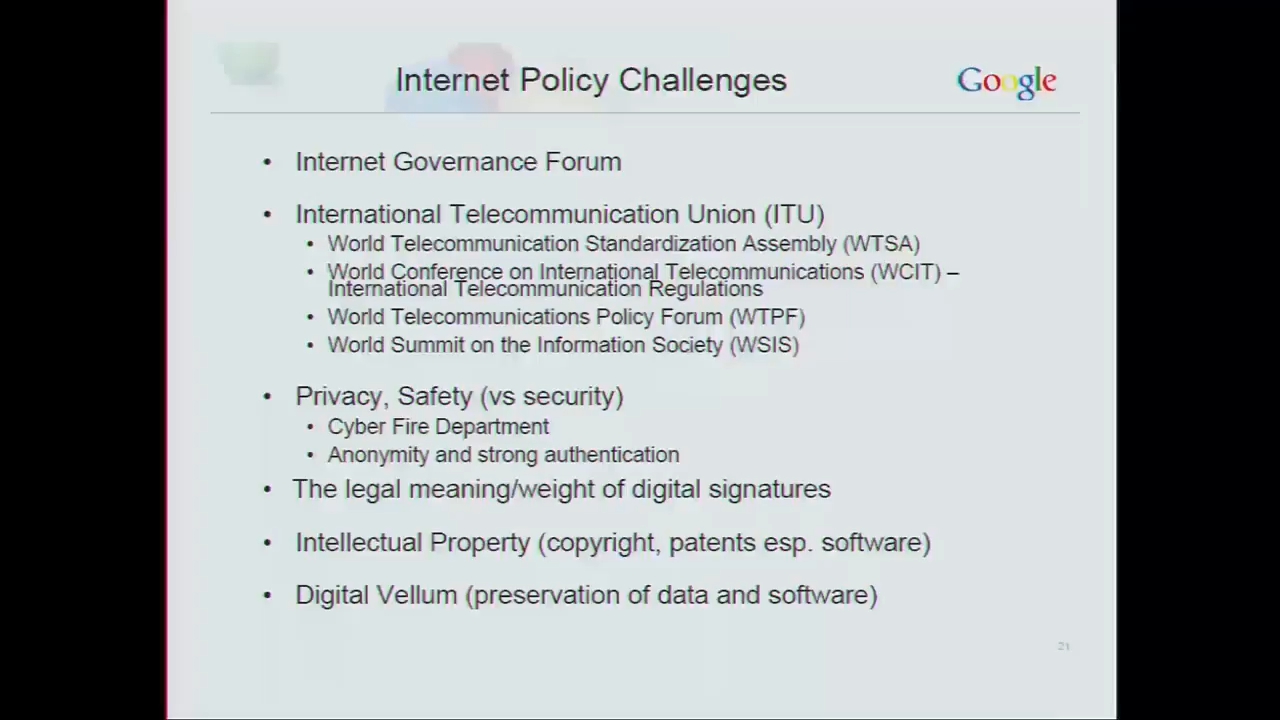 Internet Policy Challenges
Google
• Internet Governance Forum
• International Telecommunication Union (ITU)
• World Telecommunication Standardization Assembly (WTSA)
• World Conference on International Telecommunications (WCIT) –
International Telecommunication Regulations
• World Telecommunications Policy Forum (WTPF)
• World Summit on the Information Society (WSIS)
• Privacy, Safety (vs security)
• Cyber Fire Department
• Anonymity and strong authentication
• The legal meaning/weight of digital signatures
• Intellectual Property (copyright, patents esp. software)
• Digital Vellum (preservation of data and software)
21